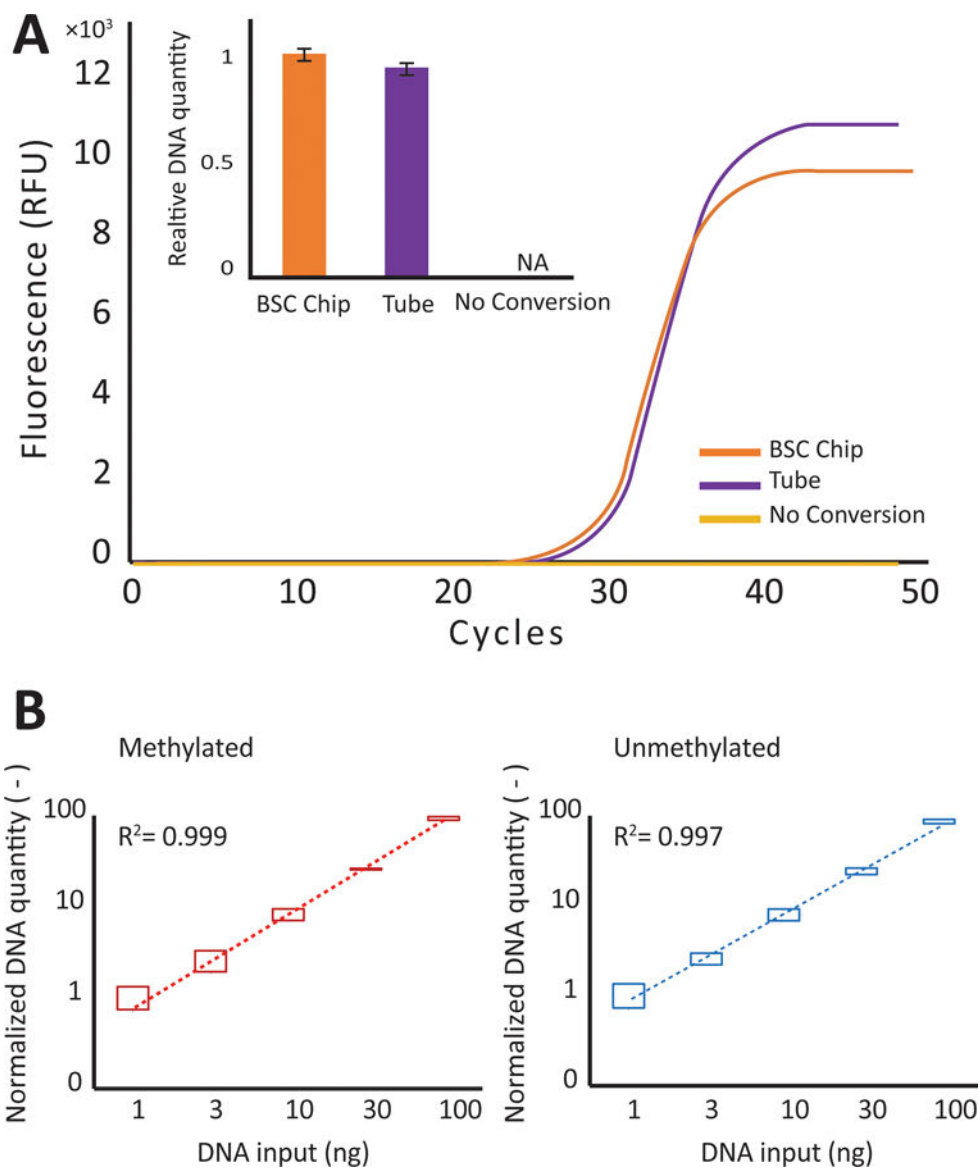 A
×10³
12
10
8
6
4
2
0
Fluorescence (RFU)
0 10 20 30 40 50
Cycles
Realtive DNA quantity
1
0.5
0
NA
BSC Chip Tube No Conversion
BSC Chip
Tube
No Conversion
B
Methylated
Normalized DNA quantity ( - )
100
10
1
0
R²= 0.999
1 3 10 30 100
DNA input (ng)
Unmethylated
Normalized DNA quantity ( - )
100
10
1
0
R²= 0.997
1 3 10 30 100
DNA input (ng)